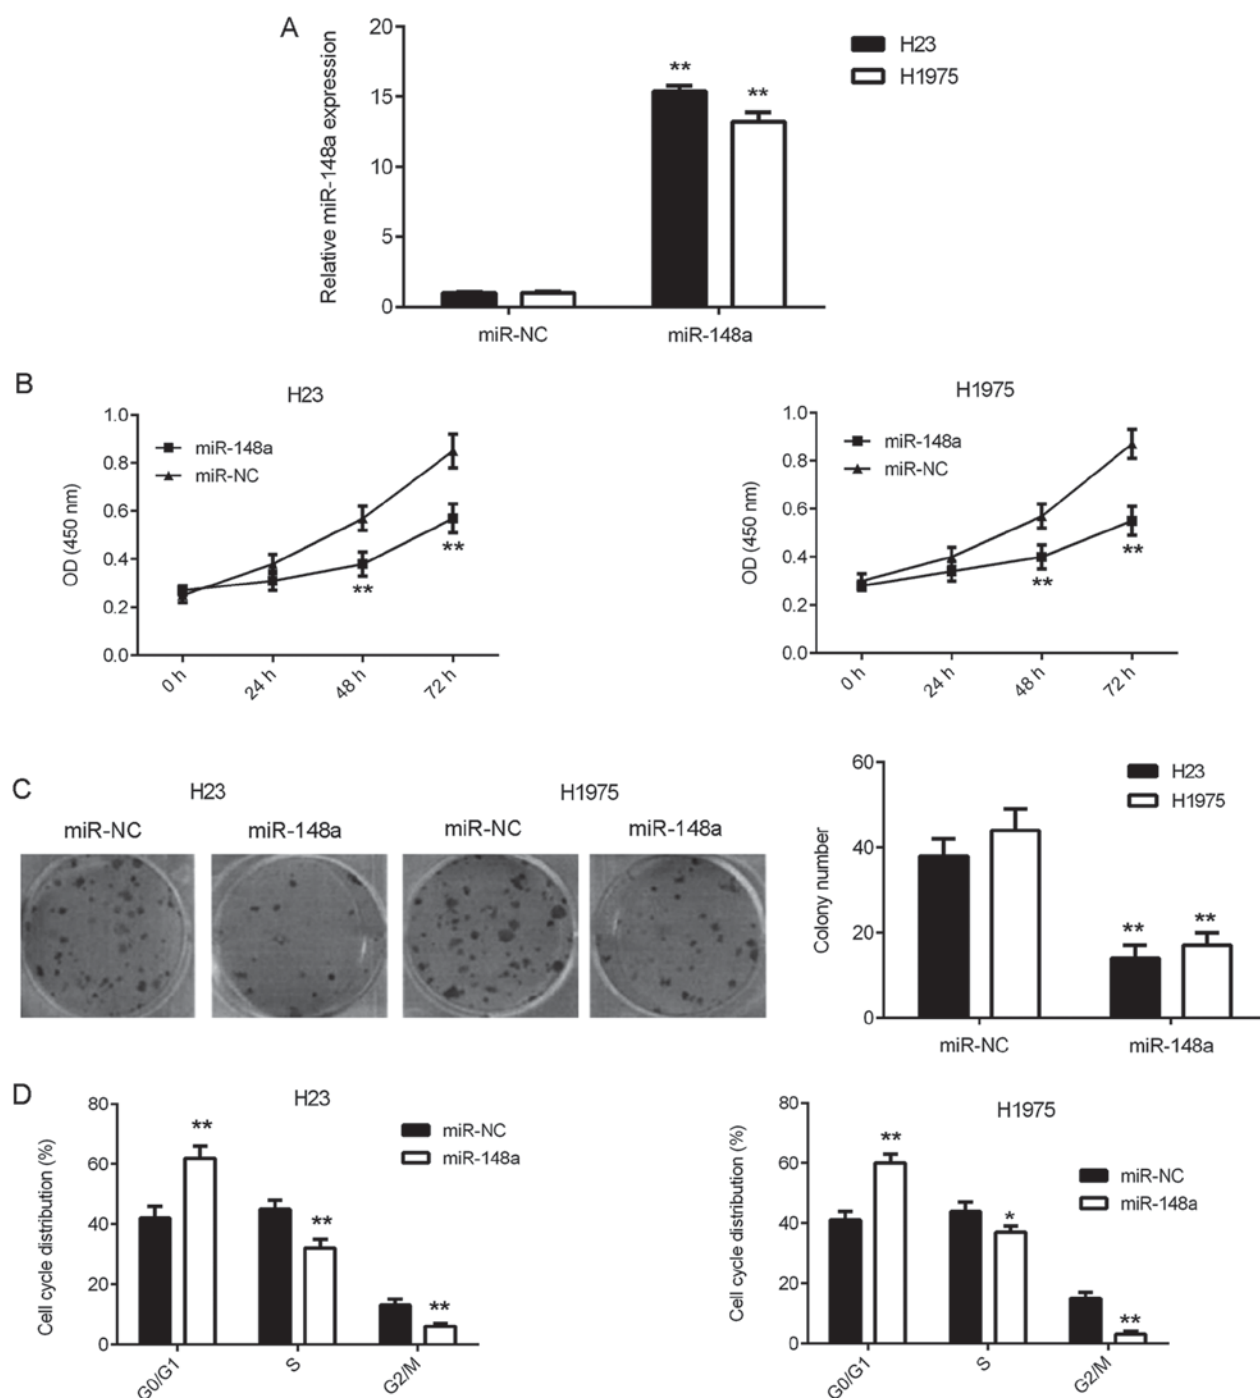 A
Relative miR-148a expression
20
15
10
5
0
**
**
H23
H1975
miR-NC
miR-148a
B
H23
OD (450 nm)
1.0
0.8
0.6
0.4
0.2
0.0
miR-148a
miR-NC
**
**
0 h
24 h
48 h
72 h
H1975
OD (450 nm)
1.0
0.8
0.6
0.4
0.2
0.0
miR-148a
miR-NC
**
**
0 h
24 h
48 h
72 h
C
H23
H1975
miR-NC
miR-148a
miR-NC
miR-148a
Colony number
60
40
20
0
H23
H1975
**
**
miR-NC
miR-148a
D
H23
Cell cycle distribution (%)
80
60
40
20
0
miR-NC
miR-148a
**
**
**
G0/G1
S
G2/M
H1975
Cell cycle distribution (%)
80
60
40
20
0
miR-NC
miR-148a
**
*
**
G0/G1
S
G2/M